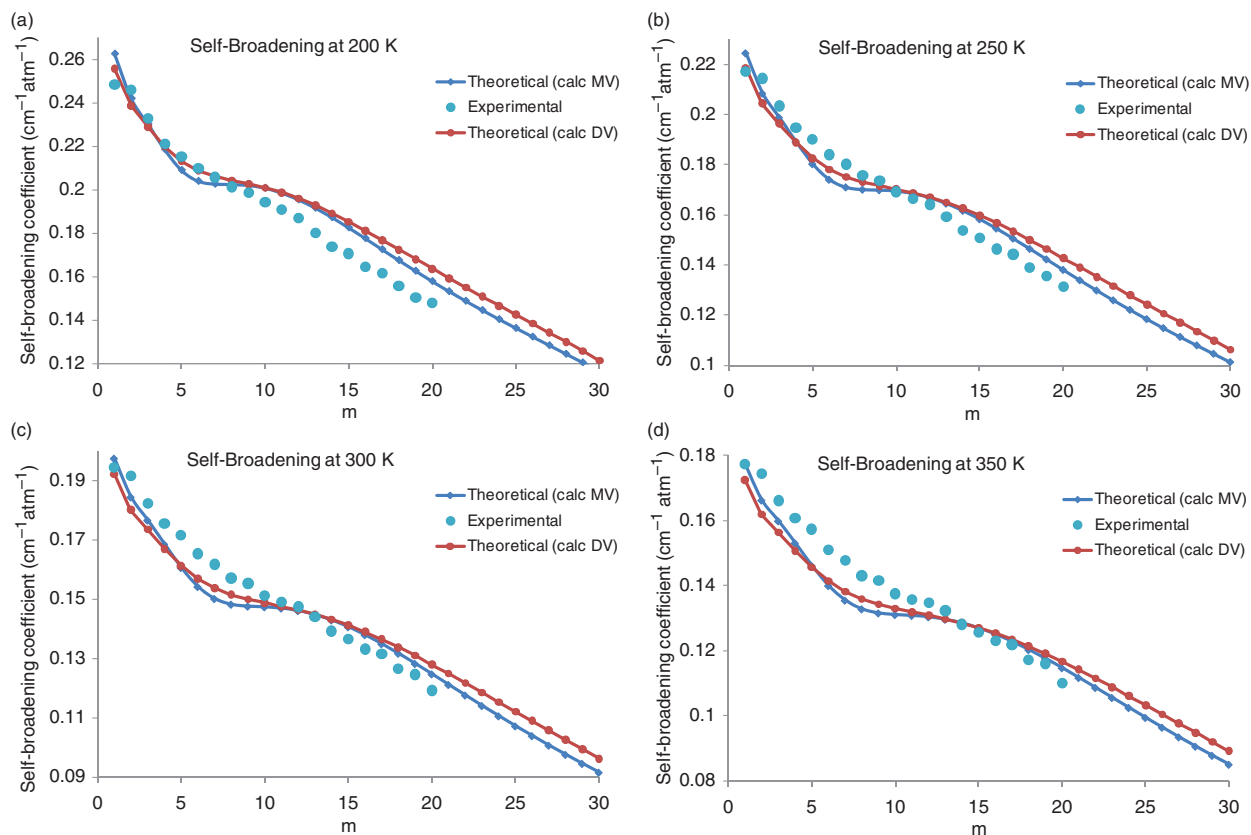 (a)
Self-Broadening at 200 K
Self-broadening coefficient (cm⁻¹atm⁻¹)
0.26
0.24
0.22
0.2
0.18
0.16
0.14
0.12
Theoretical (calc MV)
Experimental
Theoretical (calc DV)
0 5 10 15 20 25 30
m
(b)
Self-Broadening at 250 K
Self-broadening coefficient (cm⁻¹atm⁻¹)
0.22
0.2
0.18
0.16
0.14
0.12
0.1
Theoretical (calc MV)
Experimental
Theoretical (calc DV)
0 5 10 15 20 25 30
m
(c)
Self-Broadening at 300 K
Self-broadening coefficient (cm⁻¹atm⁻¹)
0.19
0.17
0.15
0.13
0.11
0.09
Theoretical (calc MV)
Experimental
Theoretical (calc DV)
0 5 10 15 20 25 30
m
(d)
Self-Broadening at 350 K
Self-broadening coefficient (cm⁻¹atm⁻¹)
0.18
0.16
0.14
0.12
0.1
0.08
Theoretical (calc MV)
Experimental
Theoretical (calc DV)
0 5 10 15 20 25 30
m